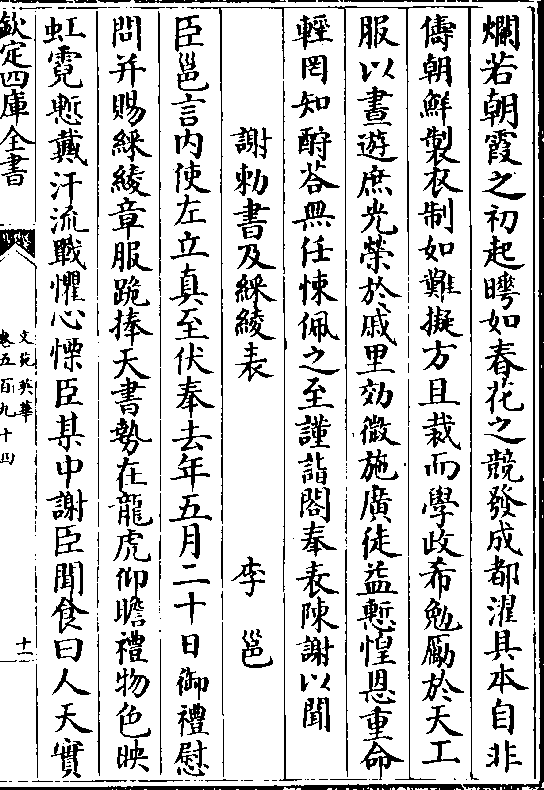 爛若朝霞之初起曄如春花之競發成都濯具本自非
儔朝鮮製衣制如難擬方且裁而學政希勉勵於天工
服以晝遊庶光榮於戚里効微施廣徒益慙惶恩重命
輕罔知酧荅無任悚佩之至謹詣閤奉表陳謝以聞
謝勅書及綵綾表 李邕
臣邕言内使左立真至伏奉去年五月二十日御禮慰
問并賜綵綾章服跪捧天書勢在龍虎仰瞻禮物色映
虹霓慙戴汗流戰懼心慄臣某中謝臣聞食曰人天實
欽定四庫全書
文苑英華
卷五百九十四
十一